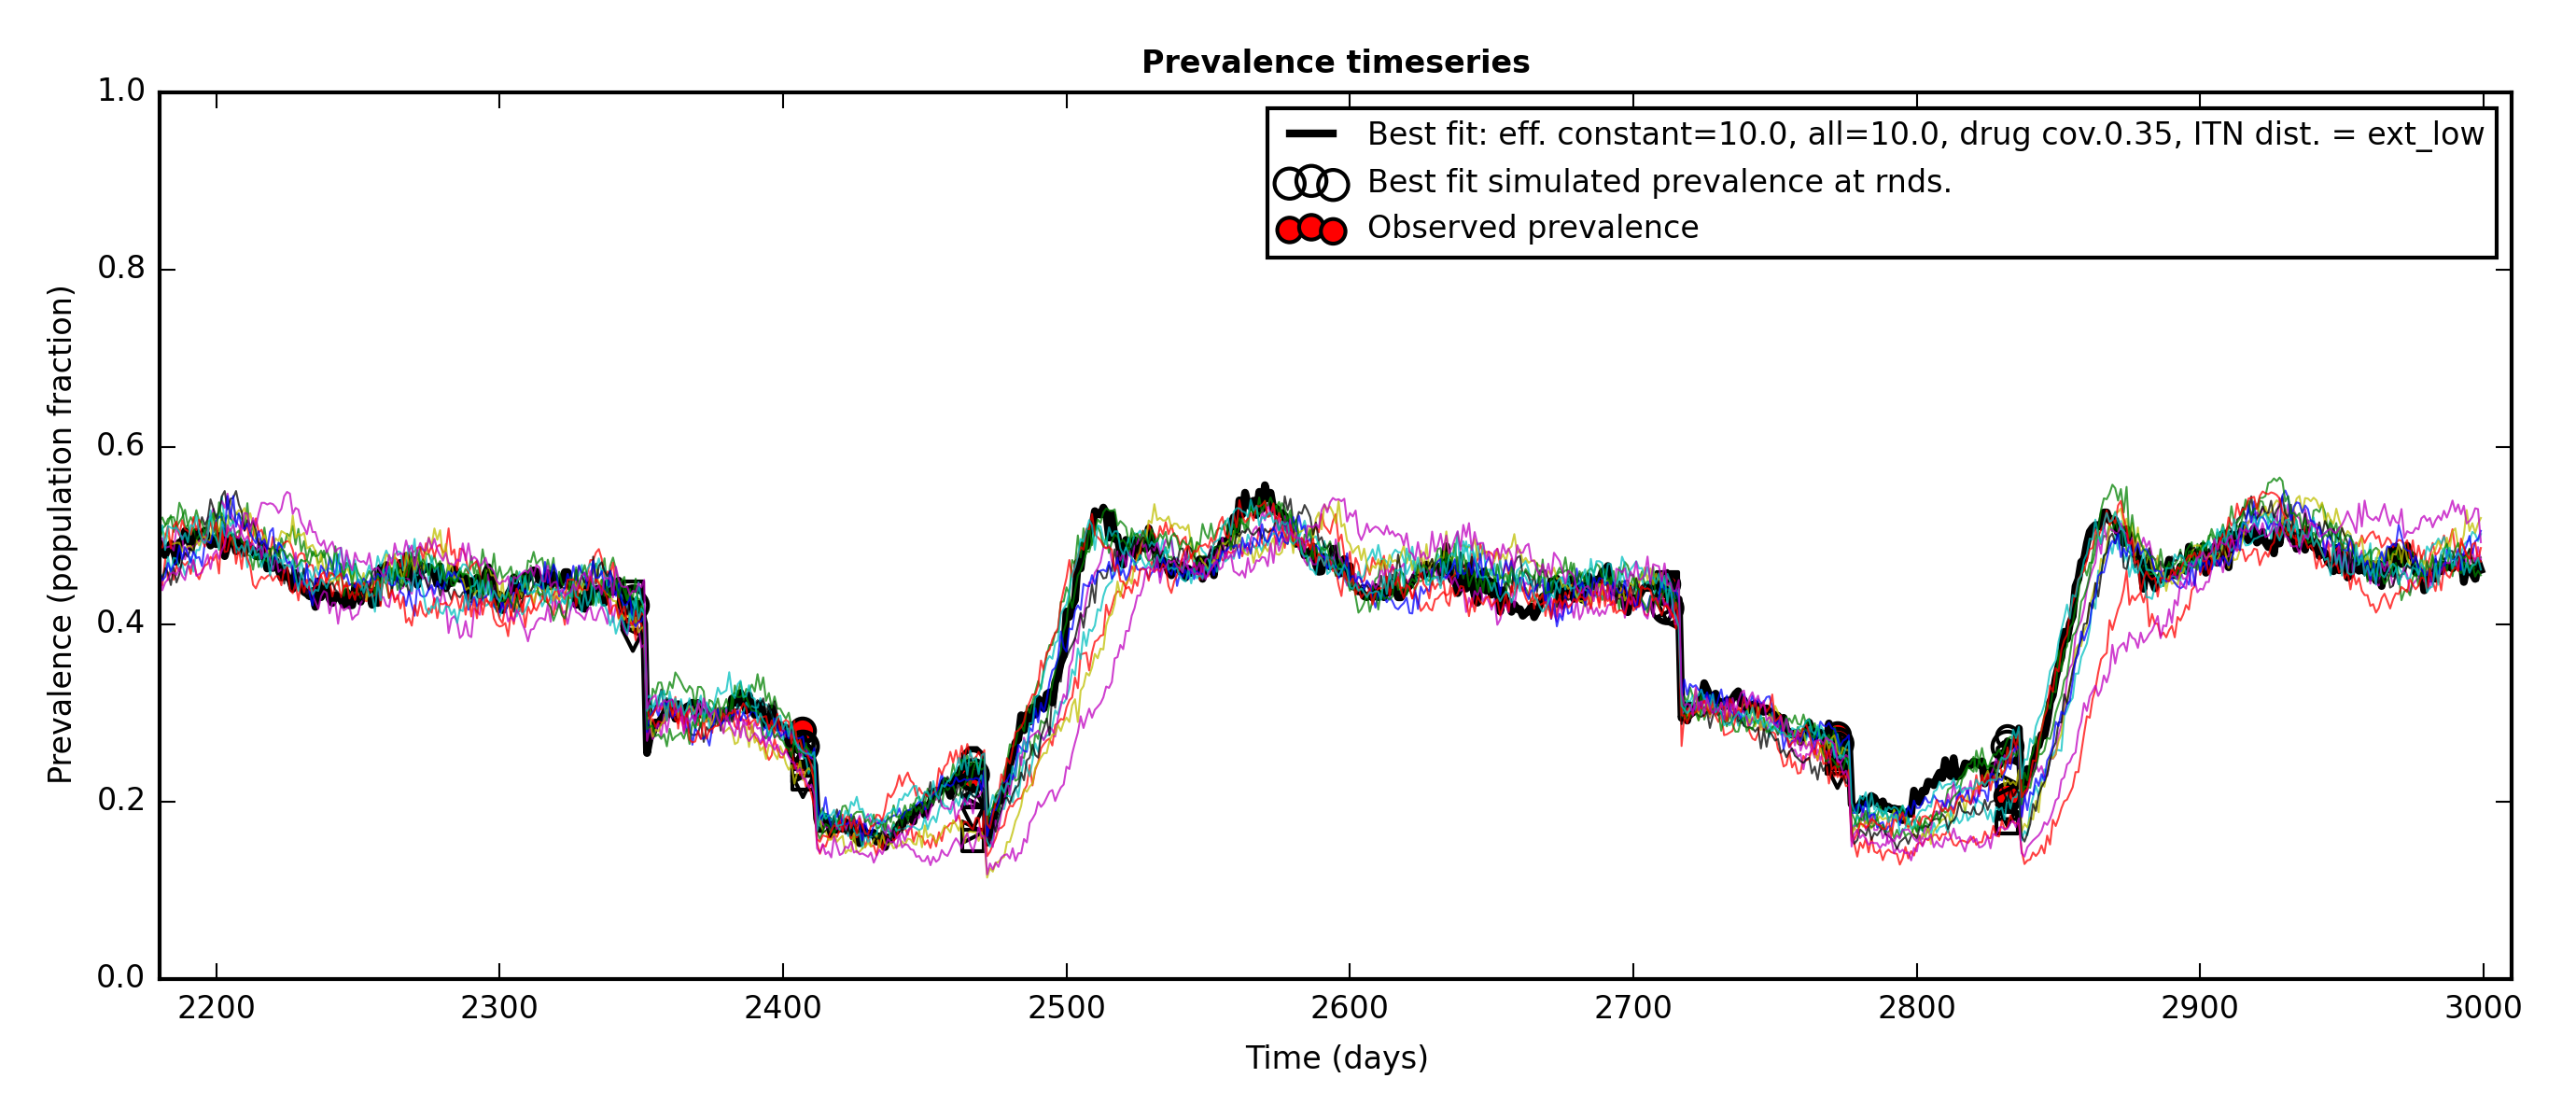 Prevalence timeseries
1.0
0.8
0.6
0.4
0.2
0.0
Prevalence (population fraction)
Best fit: eff. constant=10.0, all=10.0, drug cov.0.35, ITN dist. = ext_low
Best fit simulated prevalence at rnds.
Observed prevalence
2200 2300 2400 2500 2600 2700 2800 2900 3000
Time (days)